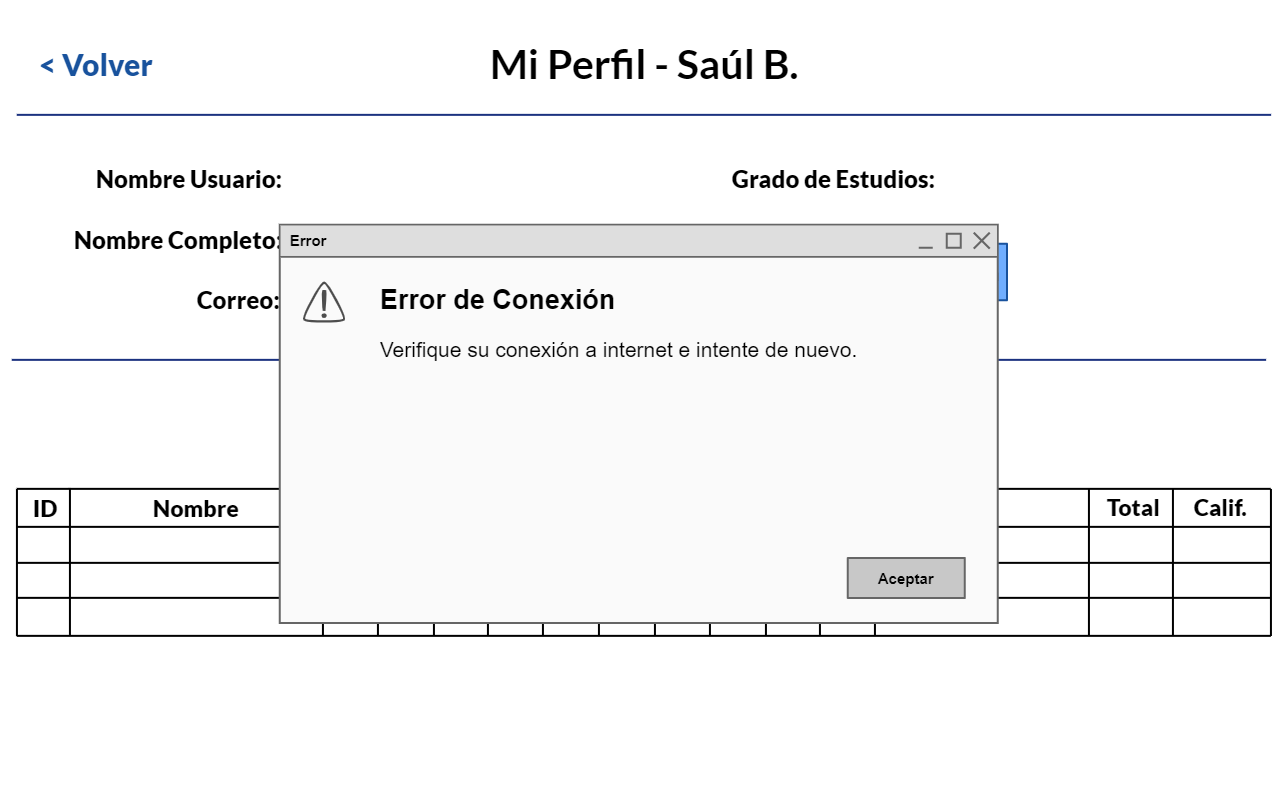 < Volver
Mi Perfil - Saúl B.
Nombre Usuario:
Grado de Estudios:
Nombre Completo:
Correo:
Error
Error de Conexión
Verifique su conexión a internet e intente de nuevo.
Aceptar
ID Nombre Total Calif.